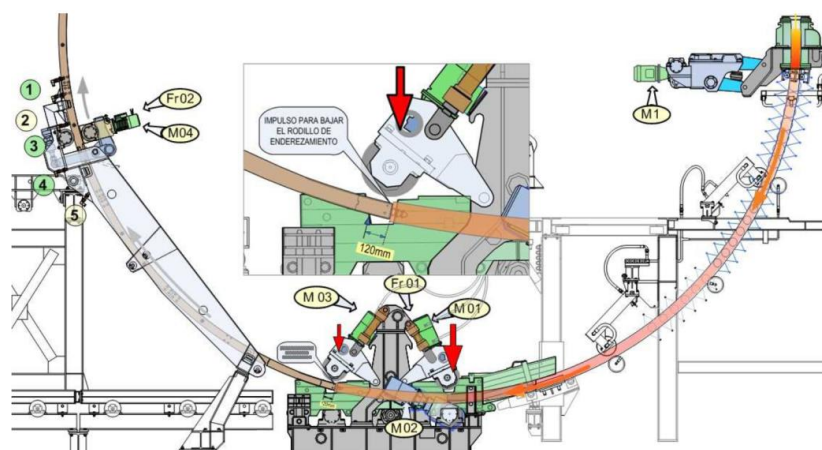 1
2
3
4
5
Fr02
M04
IMPULSO PARA BAJAR
EL RODILLO DE
ENDEREZAMIENTO
120mm
M1
M 03
Fr 01
M 01
M 02